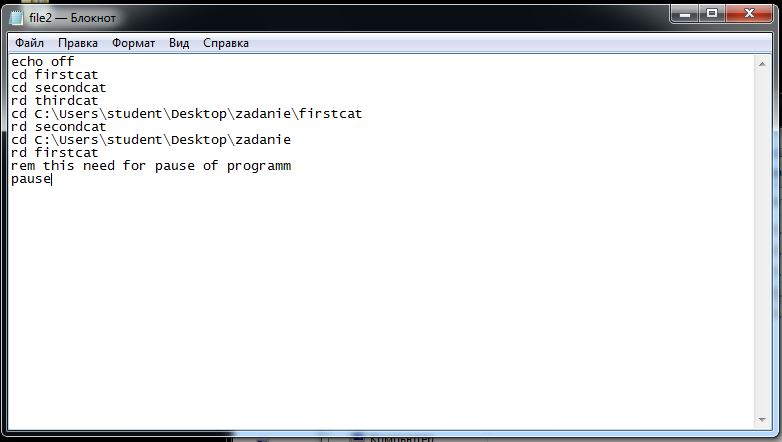 file2 — Блокнот
Файл Правка Формат Вид Справка
echo off
cd firstcat
cd secondcat
rd thirdcat
cd C:\Users\student\Desktop\zadanie\firstcat
rd secondcat
cd C:\Users\student\Desktop\zadanie
rd firstcat
rem this need for pause of programm
pause